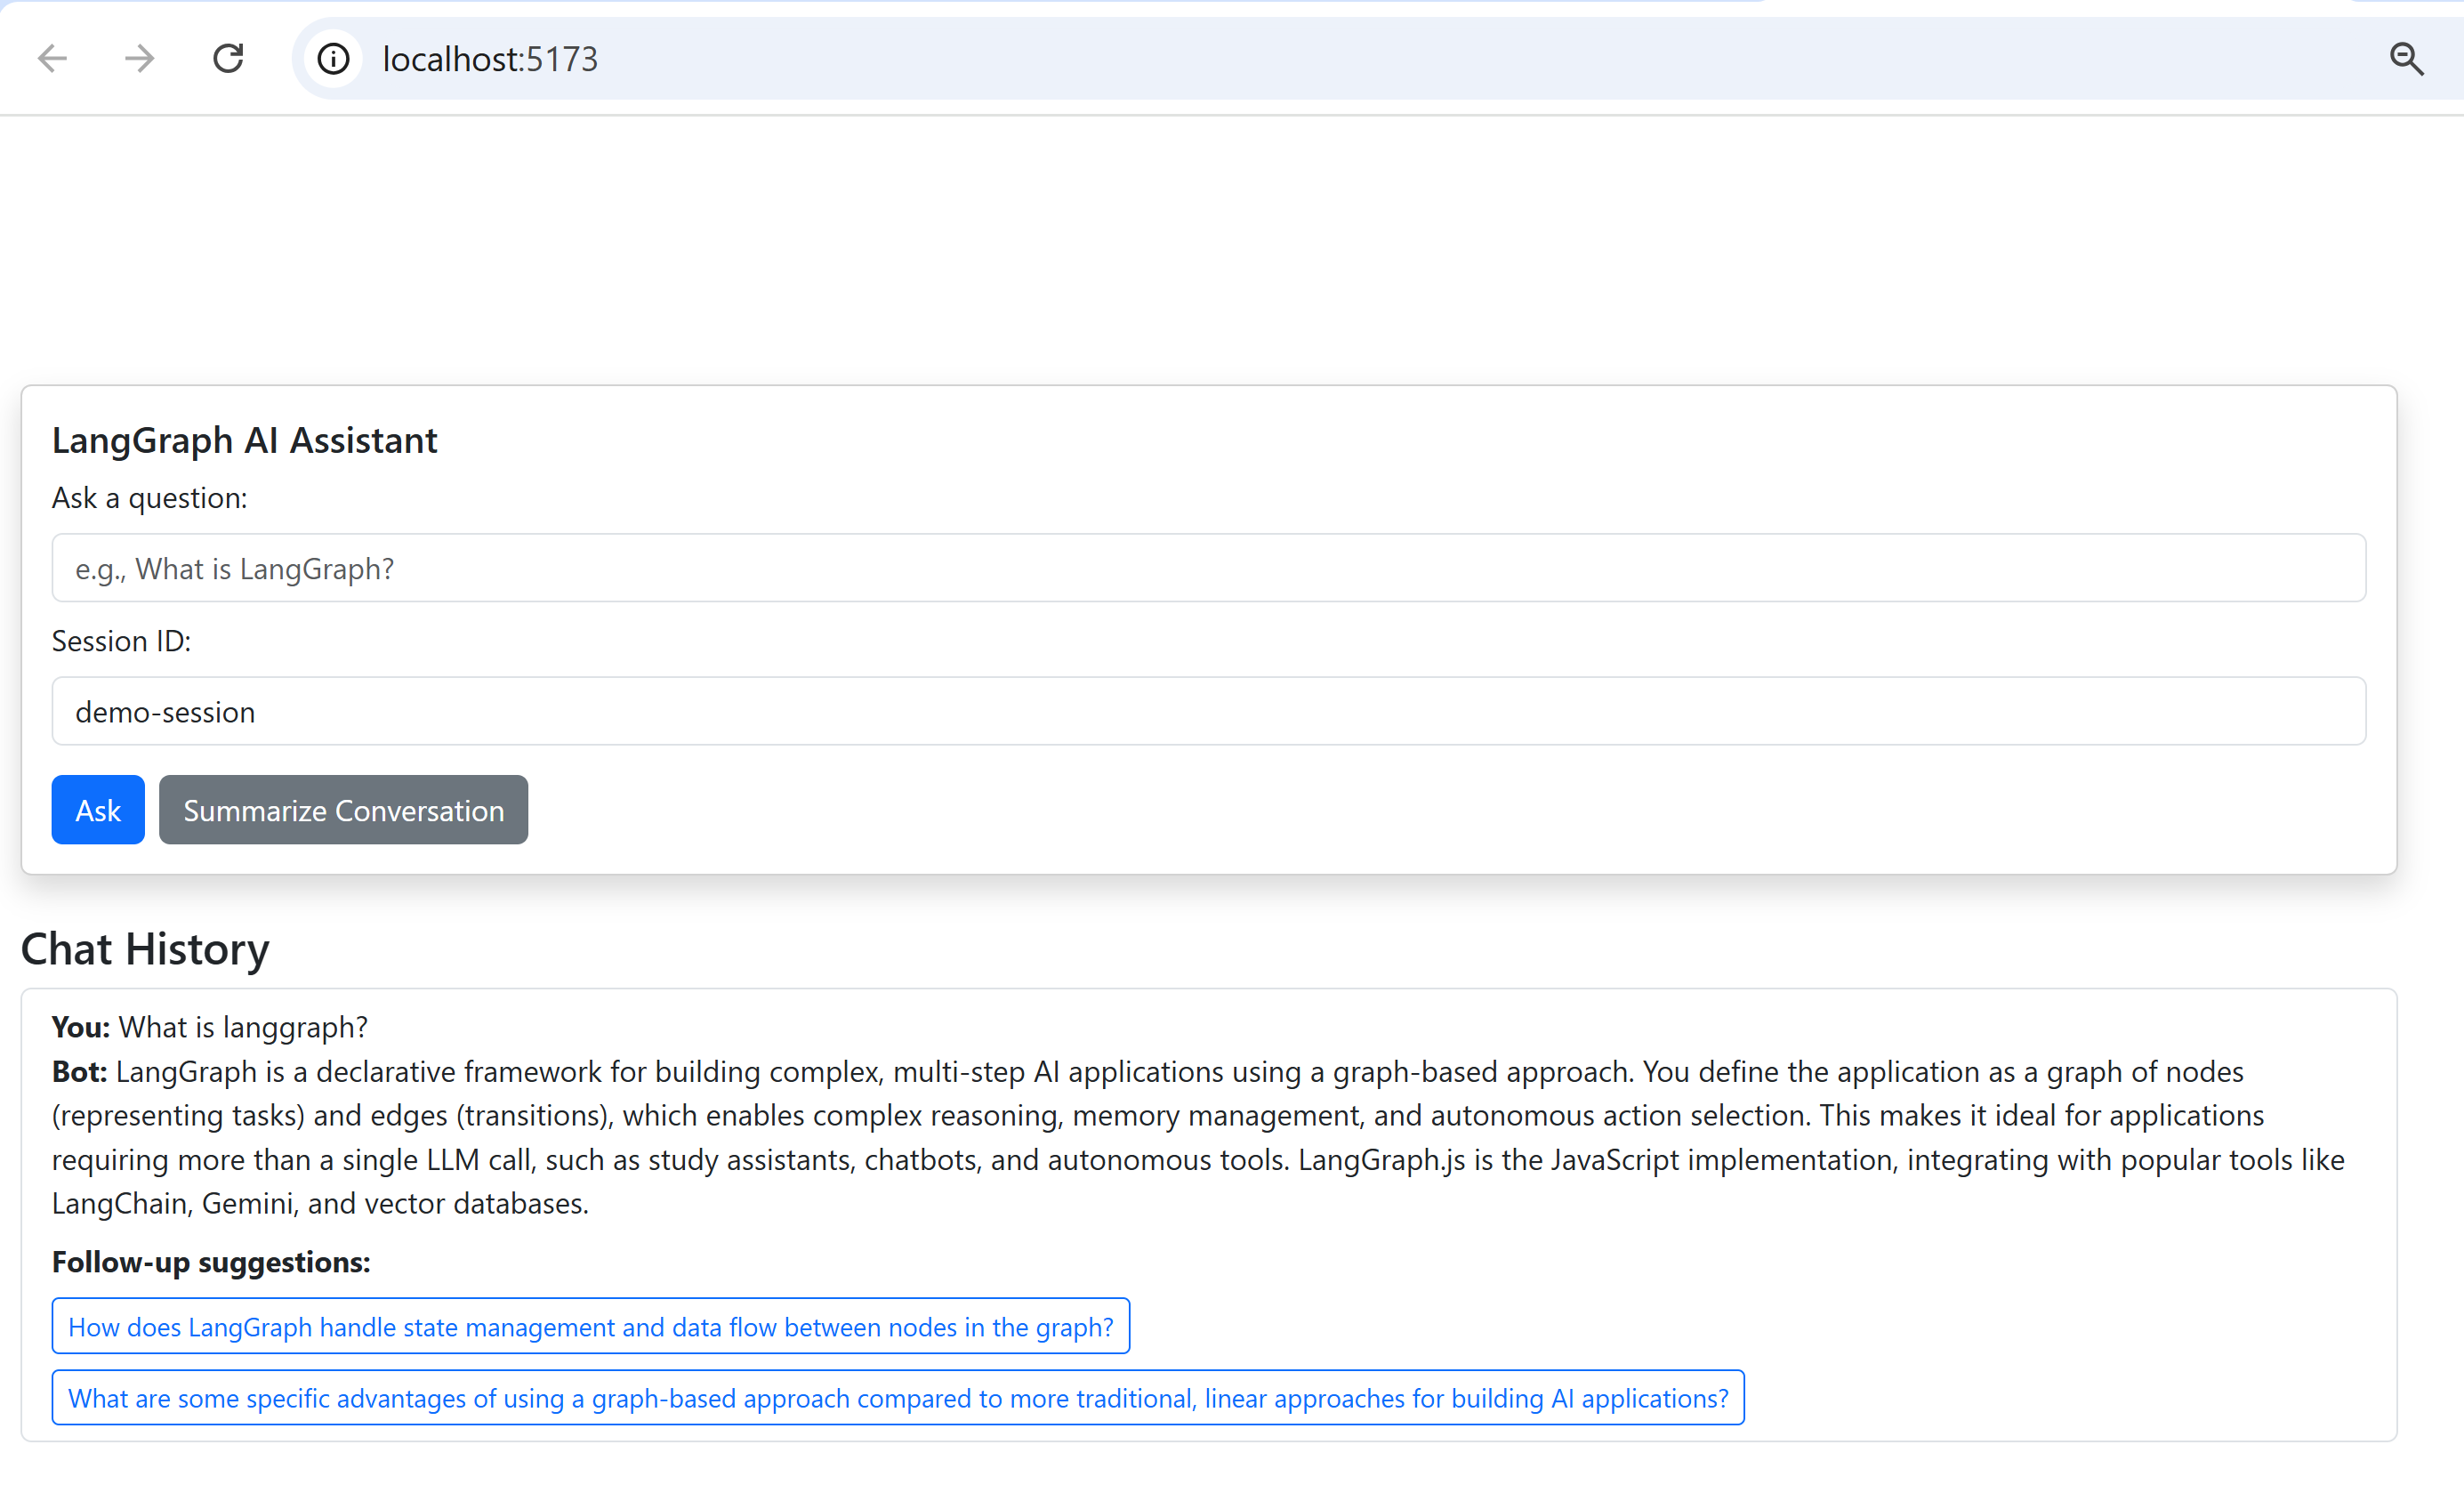 localhost:5173
LangGraph AI Assistant
Ask a question:
e.g., What is LangGraph?
Session ID:
demo-session
Ask Summarize Conversation
Chat History
You: What is langgraph?
Bot: LangGraph is a declarative framework for building complex, multi-step AI applications using a graph-based approach. You define the application as a graph of nodes
(representing tasks) and edges (transitions), which enables complex reasoning, memory management, and autonomous action selection. This makes it ideal for applications
requiring more than a single LLM call, such as study assistants, chatbots, and autonomous tools. LangGraph.js is the JavaScript implementation, integrating with popular tools like
LangChain, Gemini, and vector databases.
Follow-up suggestions:
How does LangGraph handle state management and data flow between nodes in the graph?
What are some specific advantages of using a graph-based approach compared to more traditional, linear approaches for building AI applications?